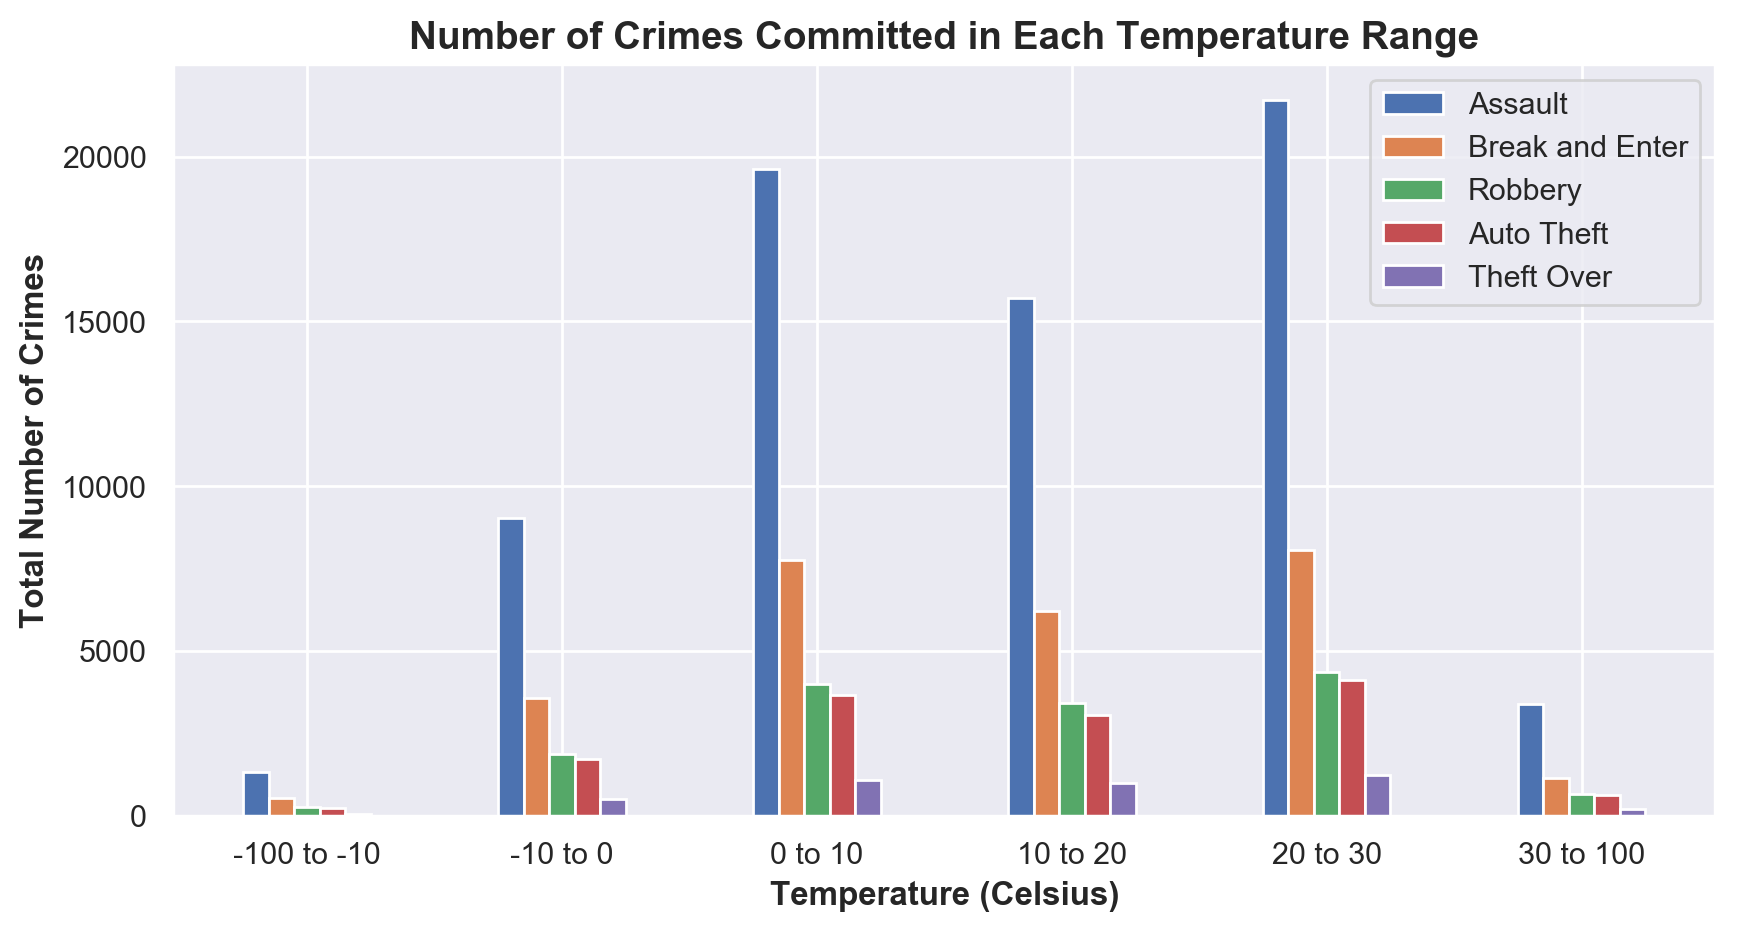 Number of Crimes Committed in Each Temperature Range
Assault
Break and Enter
Robbery
Auto Theft
Theft Over
Total Number of Crimes
20000
15000
10000
5000
0
-100 to -10
-10 to 0
0 to 10
10 to 20
20 to 30
30 to 100
Temperature (Celsius)